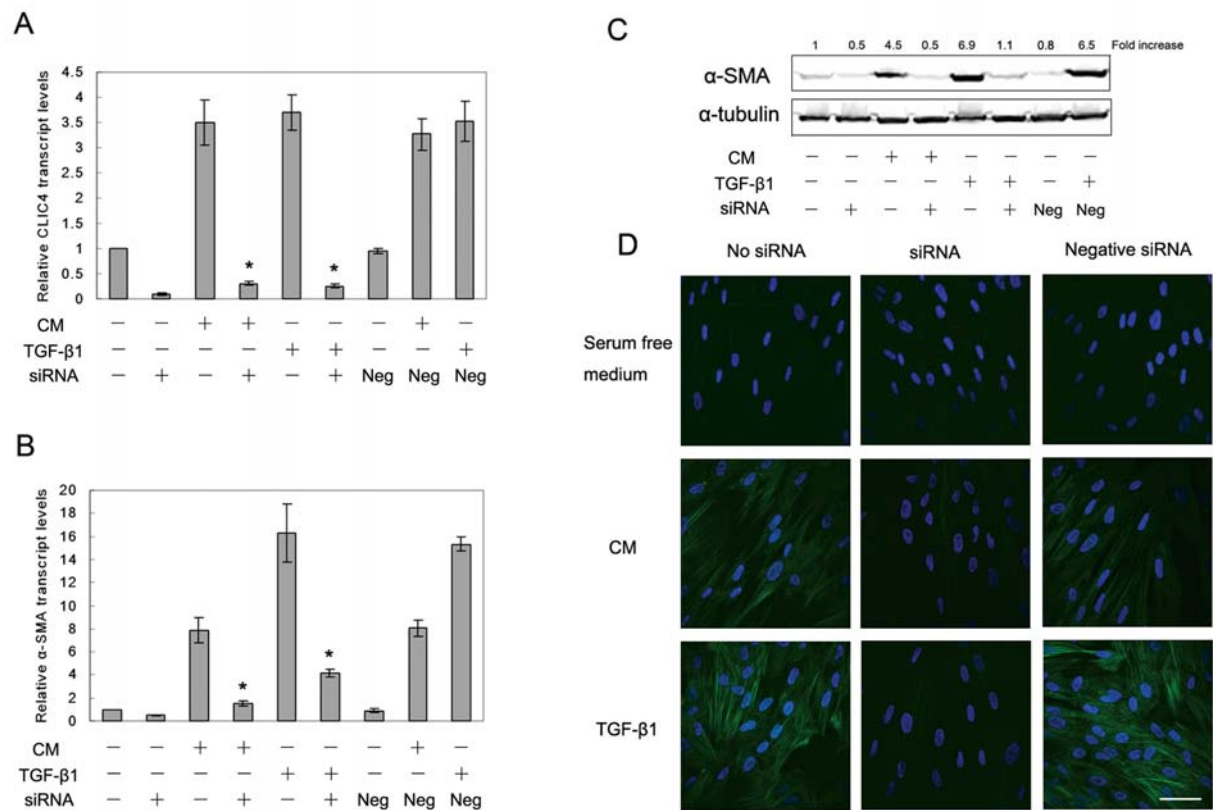 A
Relative CLIC4 transcript levels
4.5
4
3.5
3
2.5
2
1.5
1
0.5
0
* *
CM − − + + − − − + −
TGF-β1 − − − − + + − − +
siRNA − + − + − + Neg Neg Neg
B
Relative α-SMA transcript levels
20
18
16
14
12
10
8
6
4
2
0
* *
CM − − + + − − − + −
TGF-β1 − − − − + + − − +
siRNA − + − + − + Neg Neg Neg
C
1 0.5 4.5 0.5 6.9 1.1 0.8 6.5 Fold increase
α-SMA
α-tubulin
CM − − + + − − − −
TGF-β1 − − − − + + − +
siRNA − + − + − + Neg Neg
D
No siRNA siRNA Negative siRNA
Serum free
medium
CM
TGF-β1